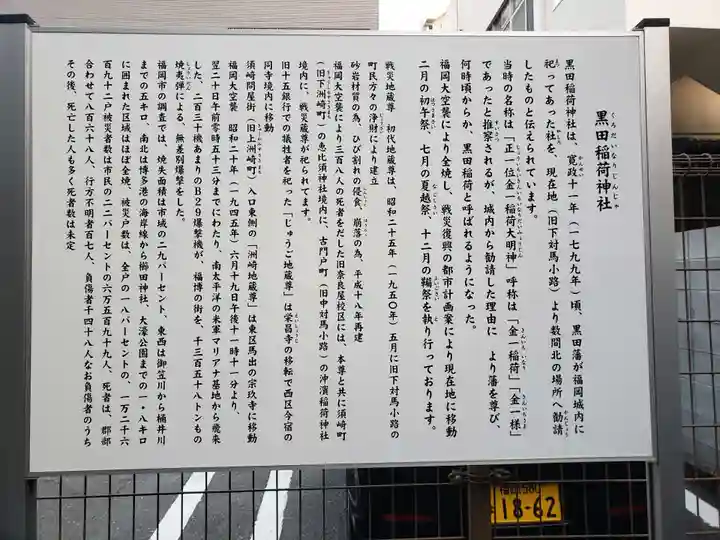 黒田稲荷神社
くろだいなりじんじゃ
黒田稲荷神社は、寛政十一年（一七九九年）頃、黒田藩が福岡城内に
祀ってあった社を、現在地（旧下対馬小路）より数間北の場所へ勧請
したものと伝えられています。
当時の名称は「正一位金一稲荷大明神」呼称は「金一稲荷」「金一様」
であったと推察されるが、城内から勧請した理由に　より藩を尊び、
何時頃からか、黒田稲荷と呼ばれるようになった。
福岡大空襲により全焼し、戦災復興の都市計画案により現在地に移動
二月の初午祭、七月の夏越祭、十二月の鞴祭を執り行っております。
戦災地蔵尊　初代地蔵尊は、昭和二十五年（一九五〇年）五月に旧下対馬小路の
町民方々の浄財により建立
砂岩材質の為、ひび割れの侵食、崩落の為、平成十八年再建
福岡大空襲により三百八人の死者をだした旧奈良屋校区には、本尊と共に須崎町
（旧下洲崎町）の恵比須神社境内に、古門戸町（旧中対馬小路）の沖濱稲荷神社
境内に、戦災地蔵尊が祀られてます。
旧十五銀行での犠牲者を祀った「じゅうご地蔵尊」は栄昌寺の移転で西区今宿の
同寺境内に移動
須崎問屋街（旧上洲崎町）入口東側の「洲崎地蔵尊」は東区馬出の宗玖寺に移動
福岡大空襲　昭和二十年（一九四五年）六月十九日午後十一時十一分より、
翌二十日午前零時五十三分までにわたり、南太平洋の米軍マリアナ基地から飛来
した、二百三十機あまりのB29爆撃機が、福博の街を、千三百五十八トンもの
焼夷弾による、無差別爆撃をした。
福岡市の調査では、焼失面積は市域の二九パーセント、東西は御笠川から樋井川
までの五キロ、南北は博多港の海岸線から櫛田神社、大濠公園までの一・八キロ
に囲まれた区域はほぼ全焼、被災戸数は、全戸の一八パーセントの、一万二千六
百九十二戸被災者数は市民の二二パーセントの六万五百九十九人、死者は、郡部
合わせて八百六十八人、行方不明者百七人、負傷者千四十八人なお負傷者のうち
その後、死亡した人も多く死者数は未定
18-62